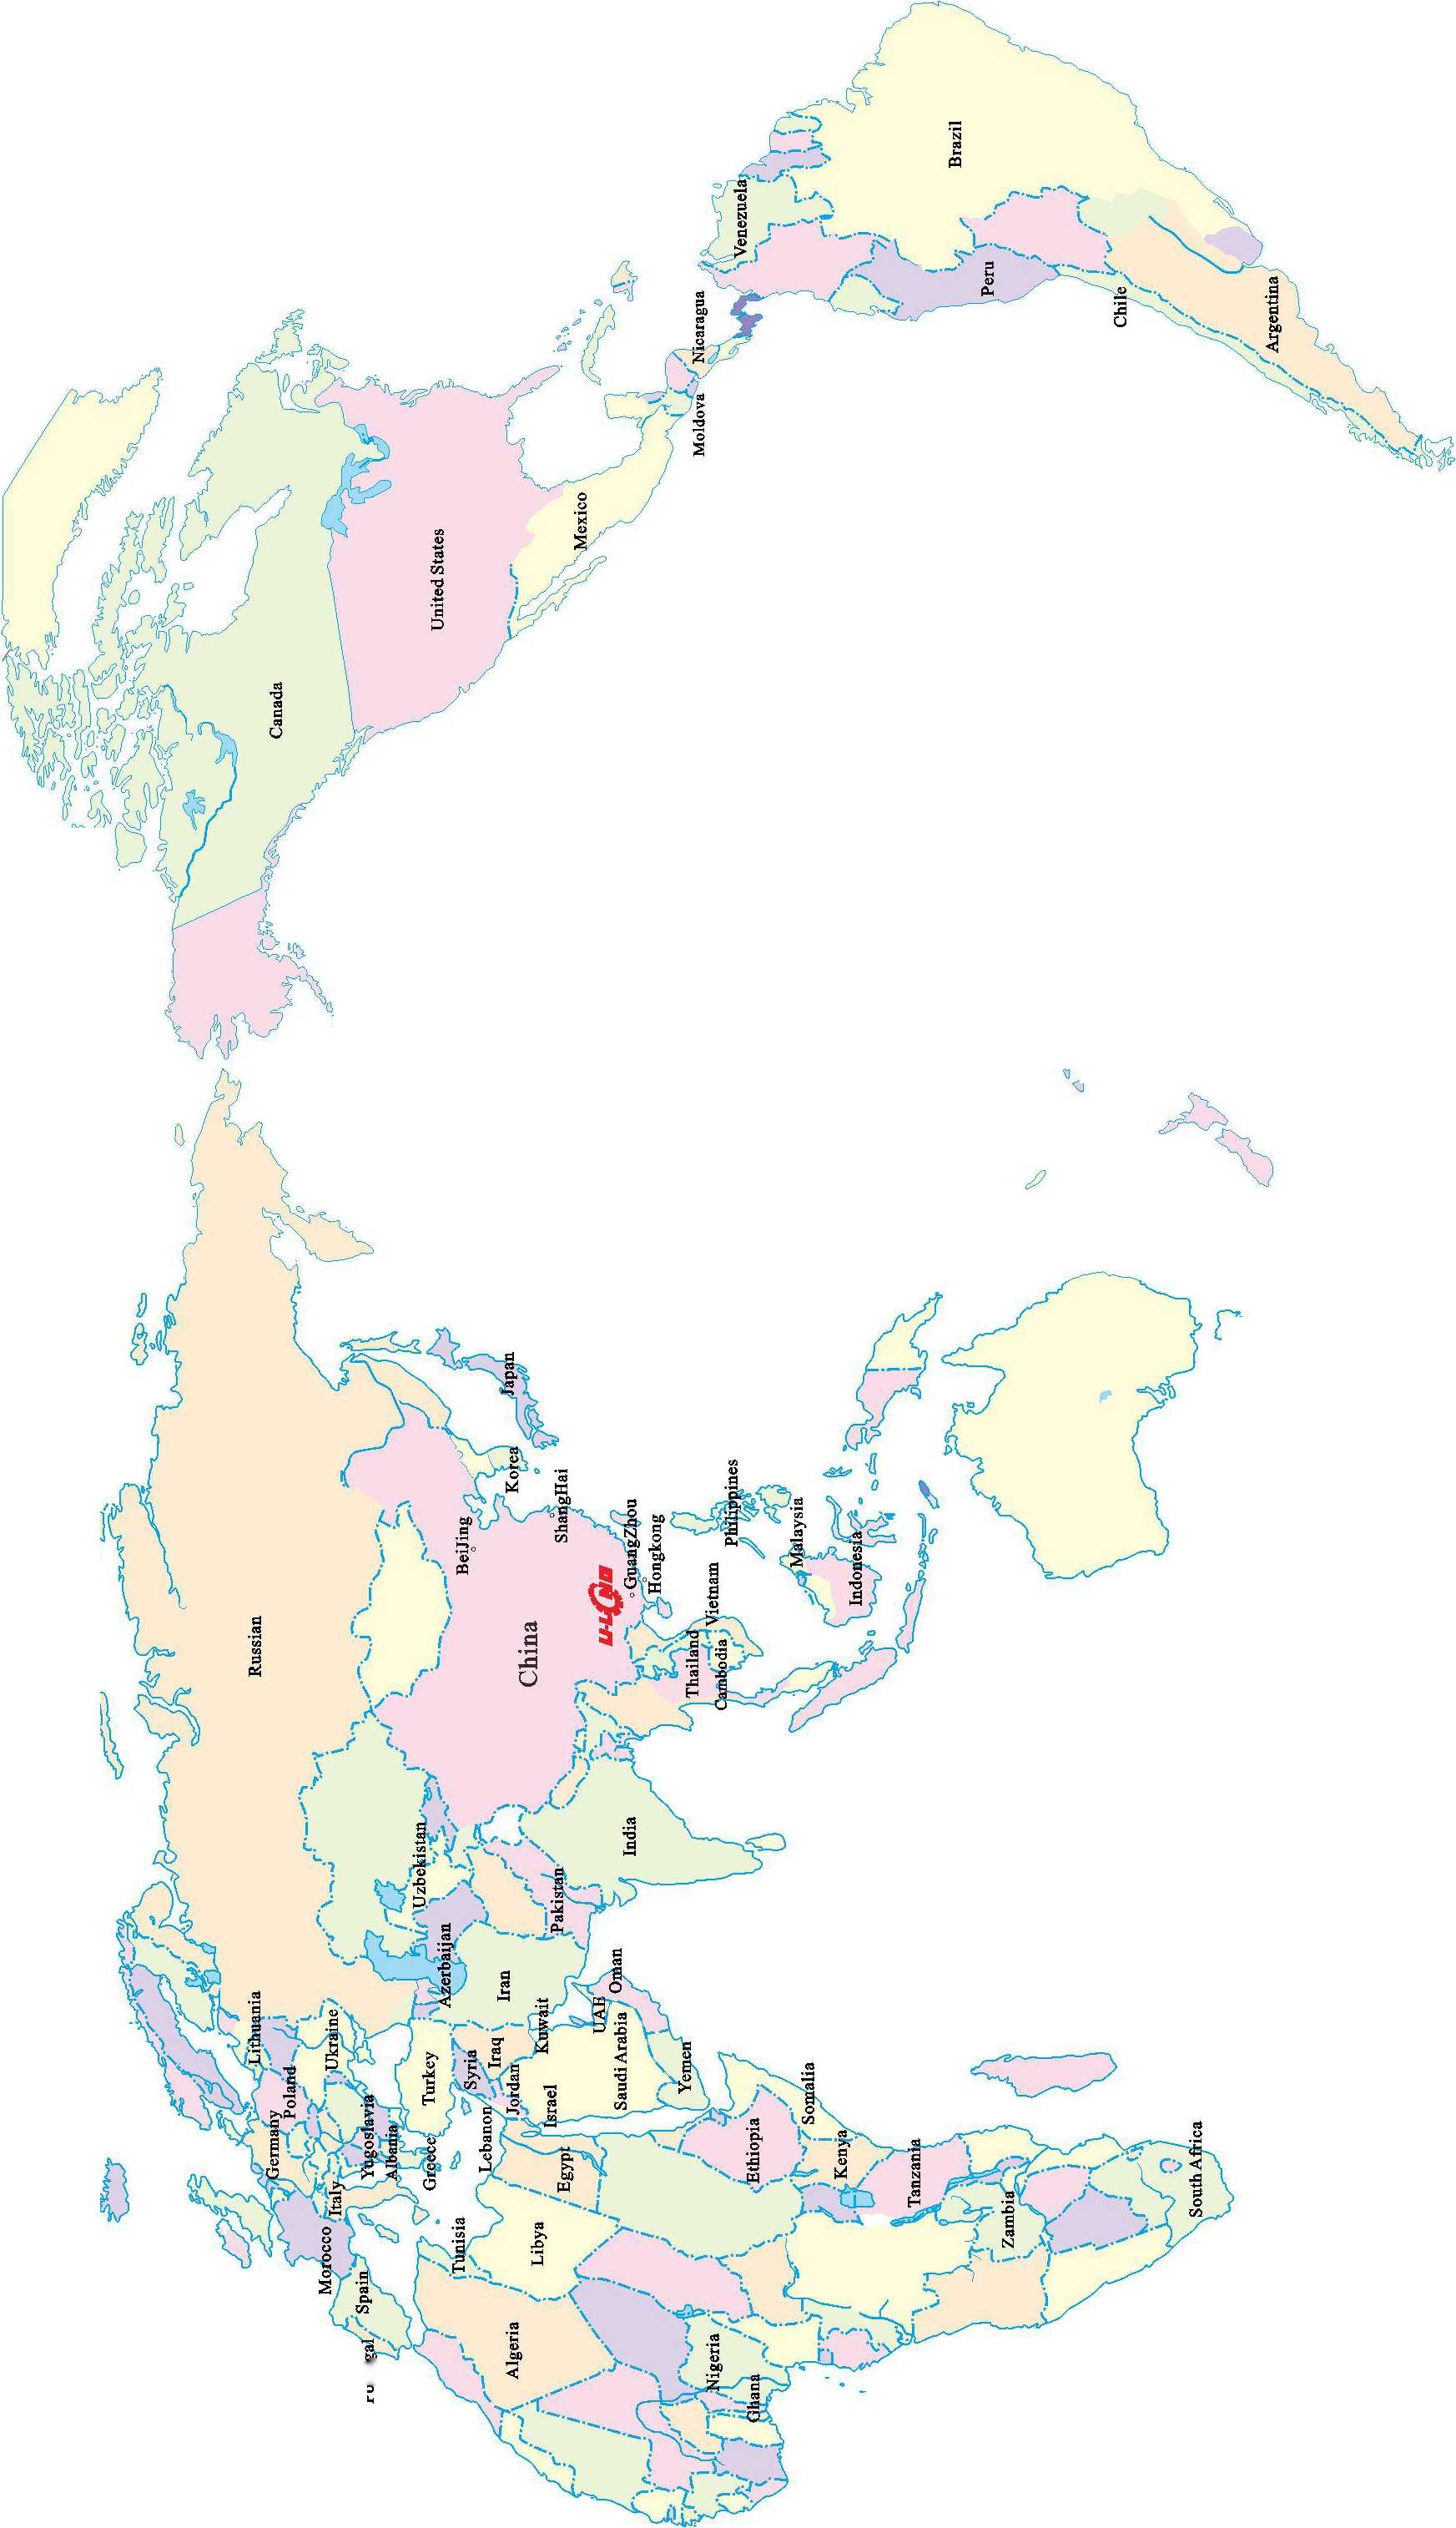 Russian
Canada
United States
Mexico
Moldova
Nicaragua
Venezuela
Brazil
Peru
Chile
Argentina
Lithuania
Poland
Germany
Ukraine
Yugoslavia
Albania
Italy
Greece
Morocco
Spain
gal
Turkey
Azerbaijan
Uzbekistan
Syria
Iraq
Iran
Kuwait
Jordan
Israel
Lebanon
Pakistan
India
China
BeiJing
ShangHai
GuangZhou
Hongkong
Korea
Japan
UAE
Oman
Saudi Arabia
Yemen
Thailand
Vietnam
Cambodia
Philippines
Malaysia
Indonesia
Tunisia
Algeria
Libya
Egypt
Nigeria
Ghana
Ethiopia
Somalia
Kenya
Tanzania
Zambia
South Africa